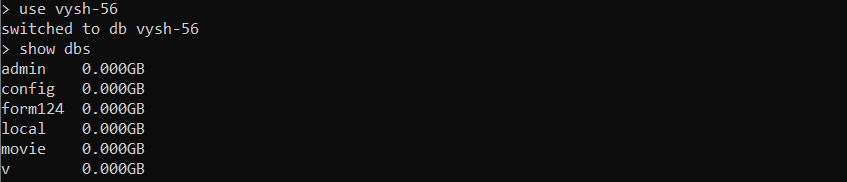 > use vysh-56
switched to db vysh-56
> show dbs
admin    0.000GB
config   0.000GB
form124  0.000GB
local    0.000GB
movie    0.000GB
v        0.000GB